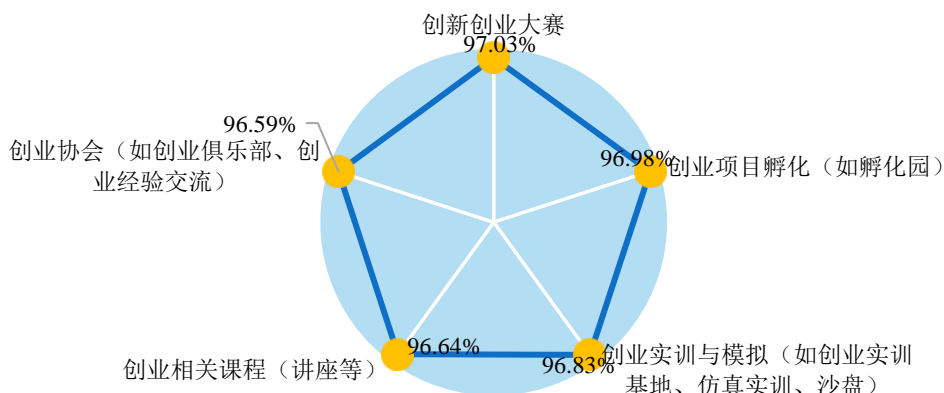 创新创业大赛
97.03%
96.59%
创业协会（如创业俱乐部、创
业经验交流）
96.98%
创业项目孵化（如孵化园）
96.64%
创业相关课程（讲座等）
96.83%
创业实训与模拟（如创业实训
基地、仿真实训、沙盘）